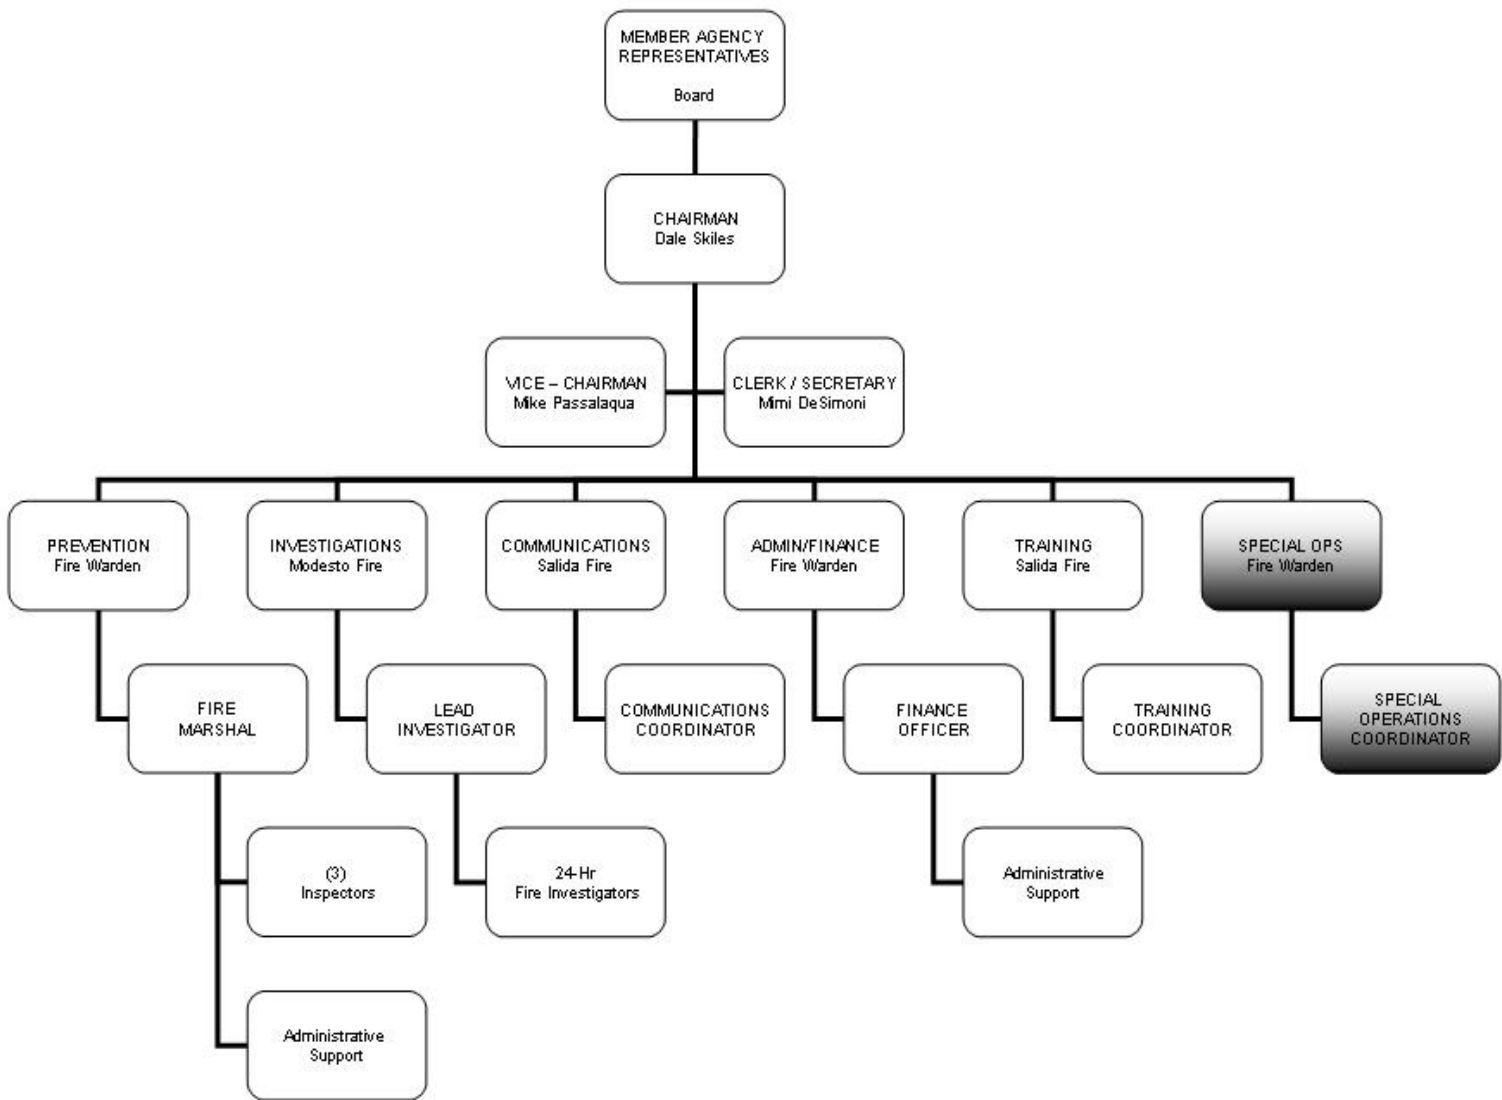 MEMBER AGENCY
REPRESENTATIVES
Board
CHAIRMAN
Dale Skiles
VICE – CHAIRMAN
Mike Passalaqua
CLERK / SECRETARY
Mimi DeSimoni
PREVENTION
Fire Warden
INVESTIGATIONS
Modesto Fire
COMMUNICATIONS
Salida Fire
ADMIN/FINANCE
Fire Warden
TRAINING
Salida Fire
SPECIAL OPS
Fire Warden
FIRE
MARSHAL
LEAD
INVESTIGATOR
COMMUNICATIONS
COORDINATOR
FINANCE
OFFICER
TRAINING
COORDINATOR
SPECIAL
OPERATIONS
COORDINATOR
(3)
Inspectors
24-Hr
Fire Investigators
Administrative
Support
Administrative
Support